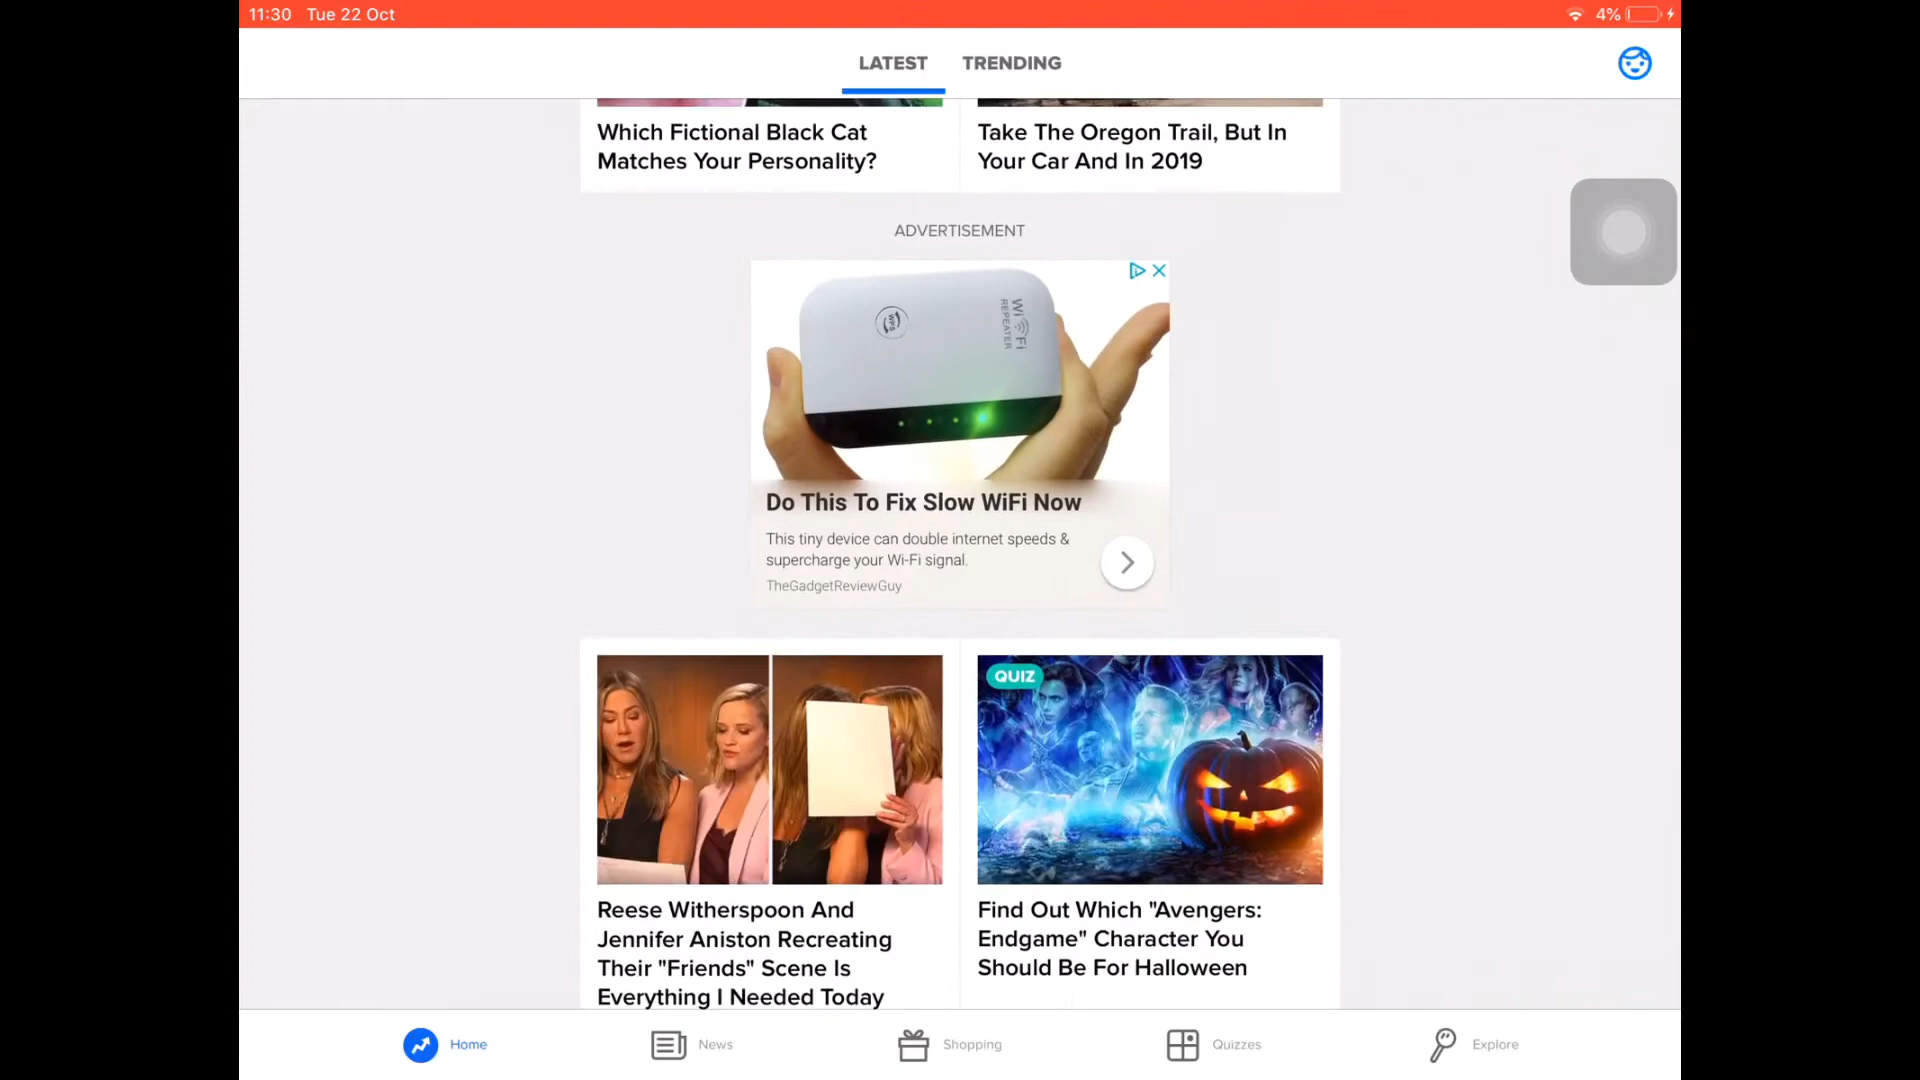 11:30 Tue 22 Oct
4%
LATEST TRENDING
Which Fictional Black Cat
Matches Your Personality?
Take The Oregon Trail, But In
Your Car And In 2019
ADVERTISEMENT
WPS
WiFi
REPEATER
Do This To Fix Slow WiFi Now
This tiny device can double internet speeds &
supercharge your Wi-Fi signal.
TheGadgetReviewGuy
Reese Witherspoon And
Jennifer Aniston Recreating
Their "Friends" Scene Is
Everything I Needed Today
QUIZ
Find Out Which "Avengers:
Endgame" Character You
Should Be For Halloween
Home News Shopping Quizzes Explore